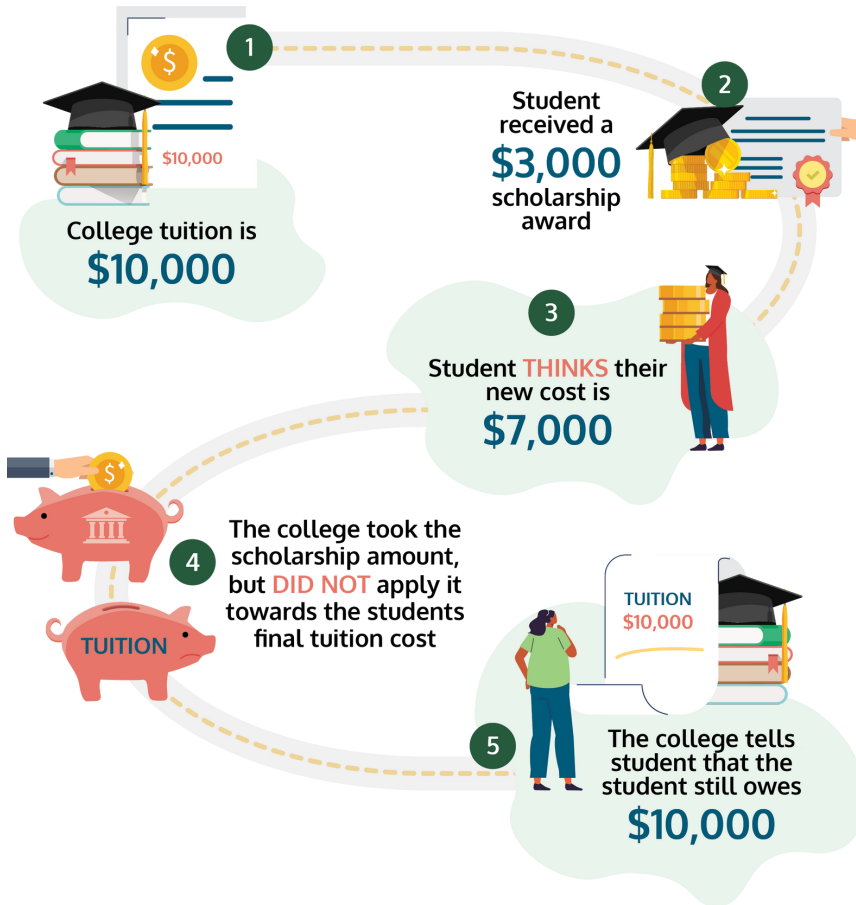 1
$
$10,000
College tuition is
$10,000
2
Student
received a
$3,000
scholarship
award
3
Student THINKS their
new cost is
$7,000
$
4
The college took the
scholarship amount,
but DID NOT apply it
towards the students
final tuition cost
TUITION
5
TUITION
$10,000
The college tells
student that the
student still owes
$10,000